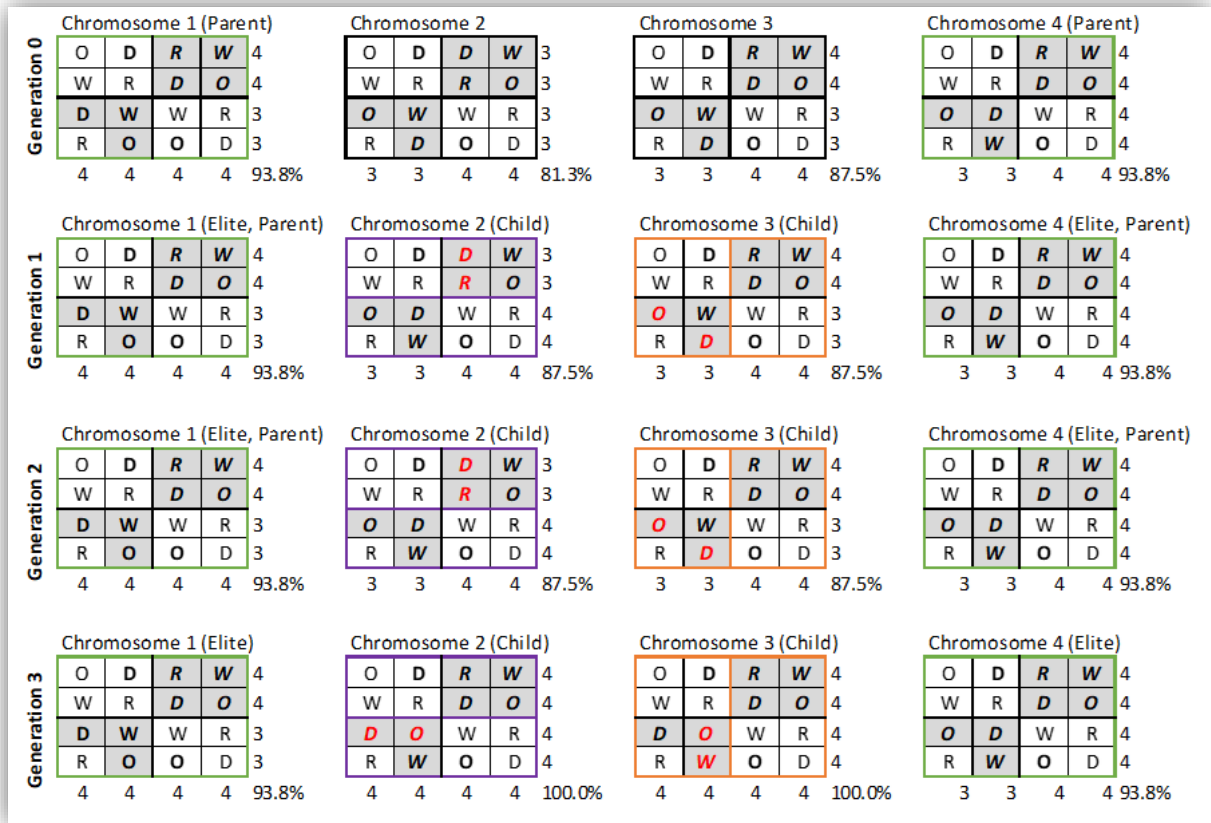 Chromosome 1 (Parent) Chromosome 2 Chromosome 3 Chromosome 4 (Parent)
Generation 0
O D R W 4 O D D W 3 O D R W 4 O D R W 4
W R D O 4 W R R O 3 W R D O 4 W R D O 4
D W W R 3 O W W R 3 O W W R 3 O D W R 4
R O O D 3 R D O D 3 R D O D 3 R W O D 4
4 4 4 4 93.8% 3 3 4 4 81.3% 3 3 4 4 87.5% 3 3 4 4 93.8%
Chromosome 1 (Elite, Parent) Chromosome 2 (Child) Chromosome 3 (Child) Chromosome 4 (Elite, Parent)
Generation 1
O D R W 4 O D D W 3 O D R W 4 O D R W 4
W R D O 4 W R R O 3 W R D O 4 W R D O 4
D W W R 3 O D W R 4 O W W R 3 O D W R 4
R O O D 3 R W O D 4 R D O D 3 R W O D 4
4 4 4 4 93.8% 3 3 4 4 87.5% 3 3 4 4 87.5% 3 3 4 4 93.8%
Chromosome 1 (Elite, Parent) Chromosome 2 (Child) Chromosome 3 (Child) Chromosome 4 (Elite, Parent)
Generation 2
O D R W 4 O D D W 3 O D R W 4 O D R W 4
W R D O 4 W R R O 3 W R D O 4 W R D O 4
D W W R 3 O D W R 4 O W W R 3 O D W R 4
R O O D 3 R W O D 4 R D O D 3 R W O D 4
4 4 4 4 93.8% 3 3 4 4 87.5% 3 3 4 4 87.5% 3 3 4 4 93.8%
Chromosome 1 (Elite) Chromosome 2 (Child) Chromosome 3 (Child) Chromosome 4 (Elite)
Generation 3
O D R W 4 O D R W 4 O D R W 4 O D R W 4
W R D O 4 W R D O 4 W R D O 4 W R D O 4
D W W R 3 D O W R 4 D O W R 4 O D W R 4
R O O D 3 R W O D 4 R W O D 4 R W O D 4
4 4 4 4 93.8% 4 4 4 4 100.0% 4 4 4 4 100.0% 3 3 4 4 93.8%